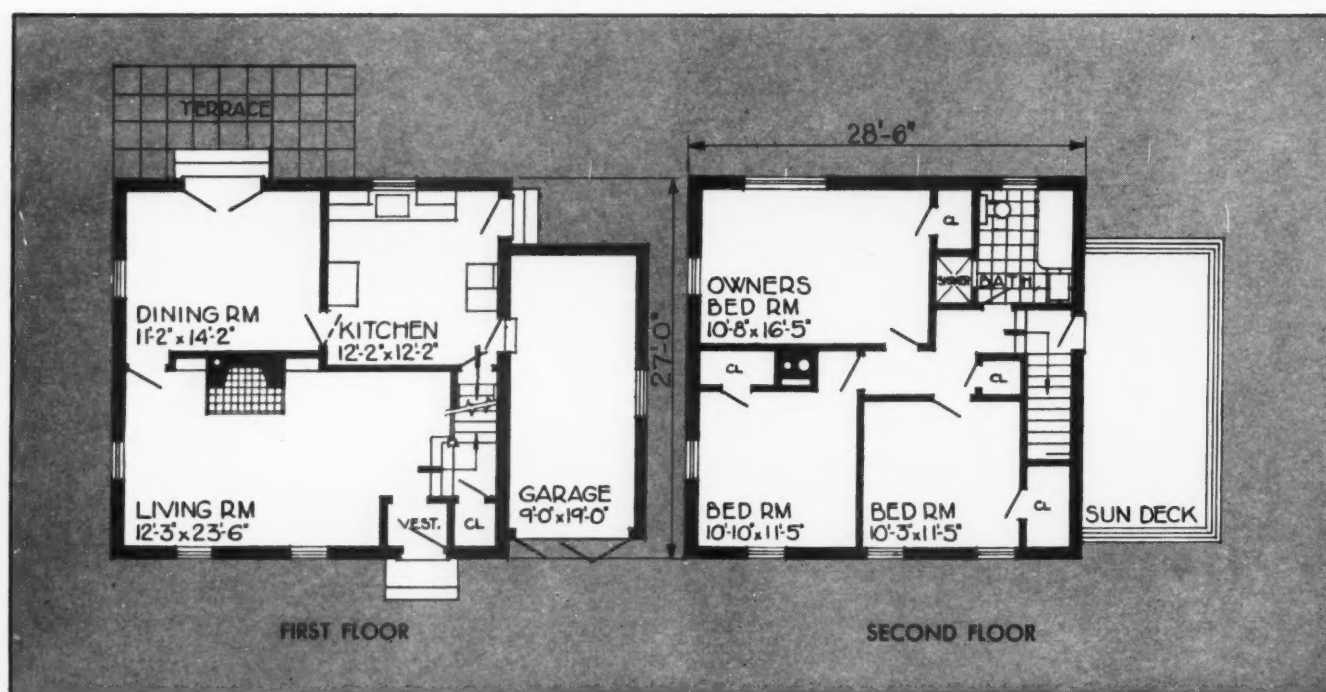 TERRACE
DINING RM
11'-2" x 14'-2"
KITCHEN
12'-2" x 12'-2"
LIVING RM
12'-3" x 23'-6"
VEST.
CL
GARAGE
9'-0" x 19'-0"
27'-0"
FIRST FLOOR
28'-6"
OWNERS
BED RM
10'-8" x 16'-5"
CL
BATH
CL
CL
BED RM
10'-10" x 11'-5"
BED RM
10'-3" x 11'-5"
CL
SUN DECK
SECOND FLOOR